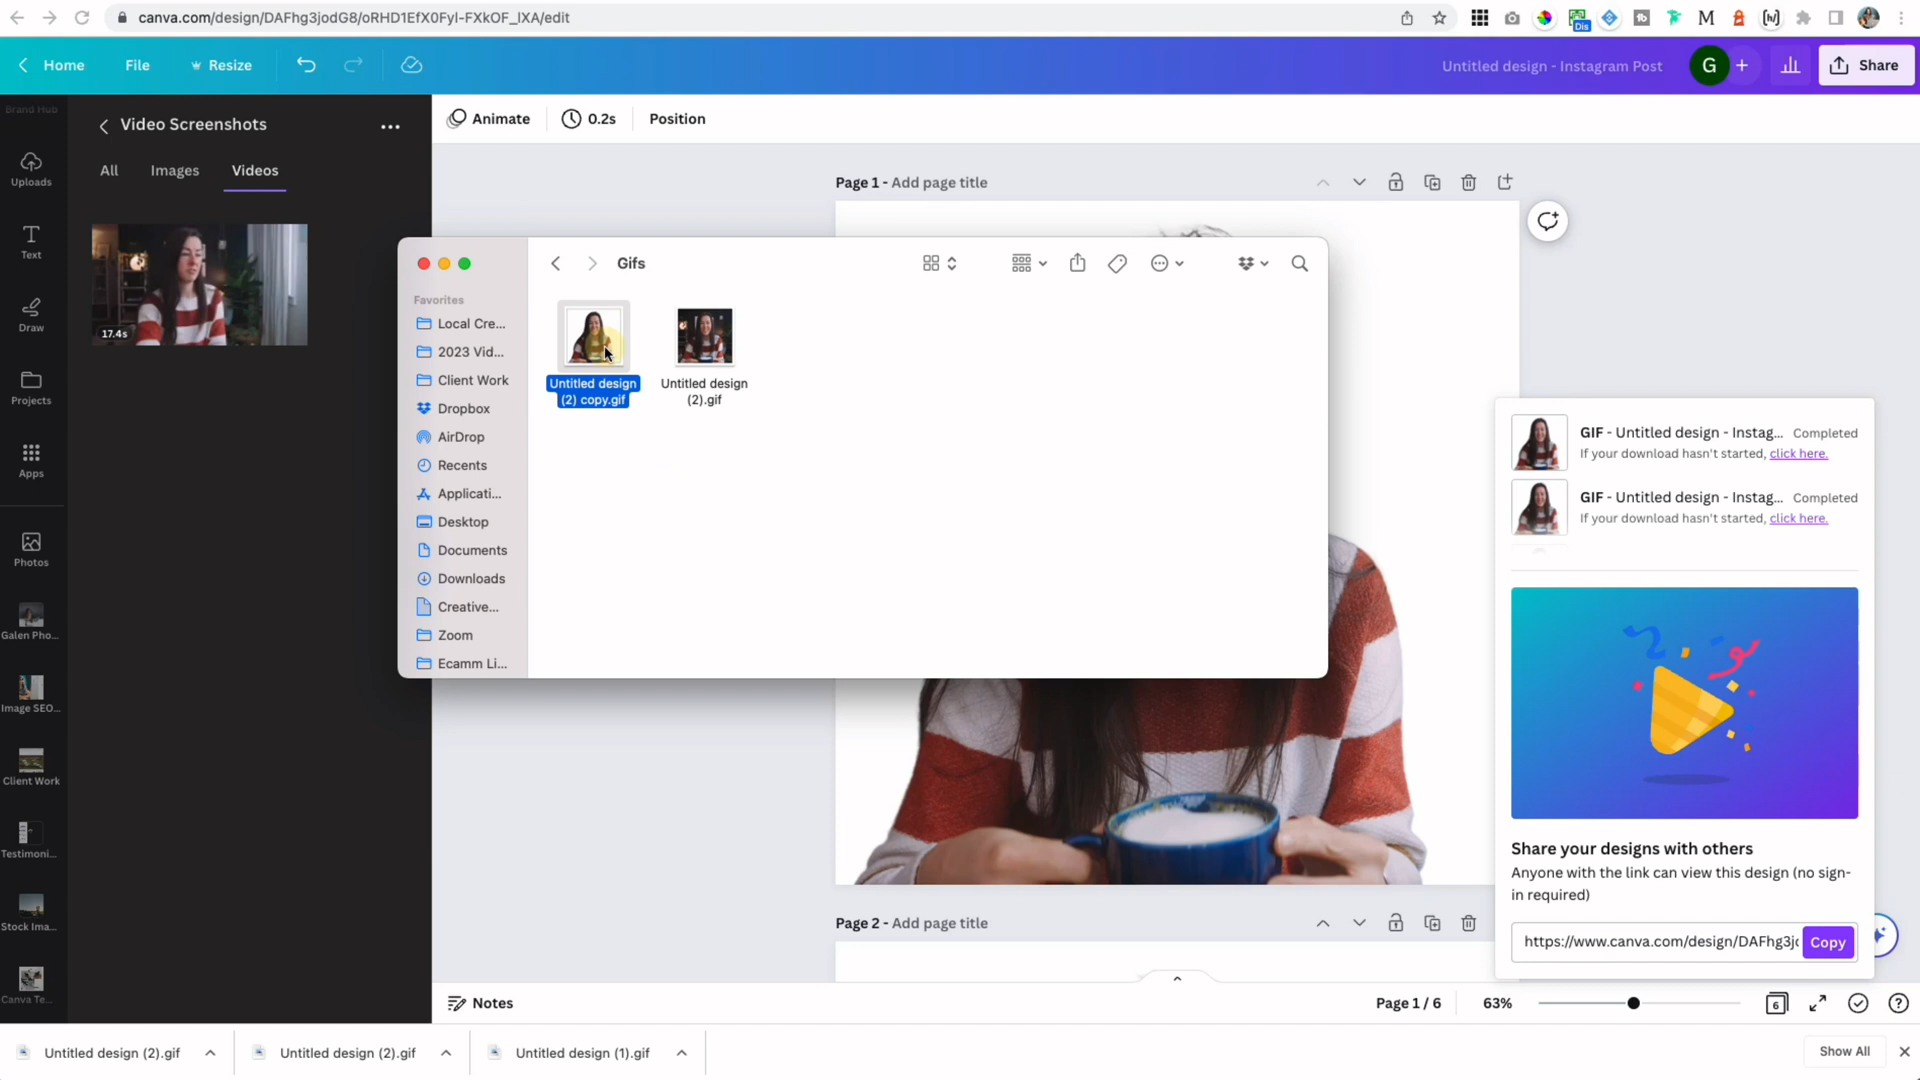 canva.com/design/DAFhg3jodG8/oRHD1EfX0FyI-FXkOF_lXA/edit
Dis
M
Home
File
Resize
Untitled design - Instagram Post
G
+
Share
Brand Hub
Video Screenshots
Animate
0.2s
Position
All
Images
Videos
Uploads
Page 1 - Add page title
17.4s
Text
Draw
Projects
Apps
Photos
Galen Pho...
Image SEO...
Client Work
Testimoni...
Stock Ima...
Canva Te...
Gifs
Favorites
Local Cre...
2023 Vid...
Client Work
Dropbox
AirDrop
Recents
Applicati...
Desktop
Documents
Downloads
Creative...
Zoom
Ecamm Li...
Untitled design
(2) copy.gif
Untitled design
(2).gif
GIF - Untitled design - Instag... Completed
If your download hasn't started, click here.
GIF - Untitled design - Instag... Completed
If your download hasn't started, click here.
Share your designs with others
Anyone with the link can view this design (no sign-
in required)
https://www.canva.com/design/DAFhg3jo
Copy
Page 2 - Add page title
Notes
Page 1 / 6
63%
6
Untitled design (2).gif
Untitled design (2).gif
Untitled design (1).gif
Show All